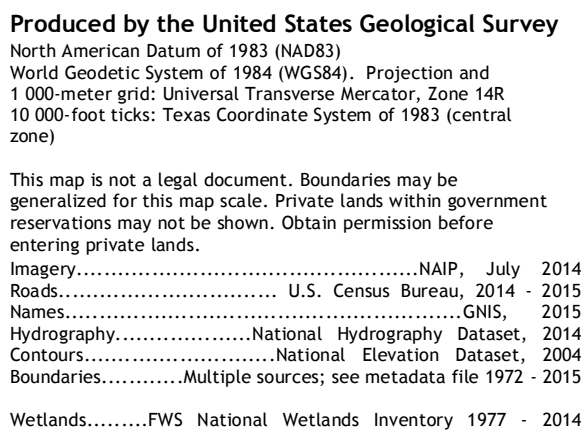 Produced by the United States Geological Survey
North American Datum of 1983 (NAD83)
World Geodetic System of 1984 (WGS84).  Projection and
1 000-meter grid: Universal Transverse Mercator, Zone 14R
10 000-foot ticks: Texas Coordinate System of 1983 (central
zone)
This map is not a legal document. Boundaries may be
generalized for this map scale. Private lands within government
reservations may not be shown. Obtain permission before
entering private lands.
Imagery..............................................NAIP, July 2014
Roads.............................. U.S. Census Bureau, 2014 - 2015
Names.....................................................GNIS, 2015
Hydrography..................National Hydrography Dataset, 2014
Contours..........................National Elevation Dataset, 2004
Boundaries............Multiple sources; see metadata file 1972 - 2015
Wetlands.........FWS National Wetlands Inventory 1977 - 2014